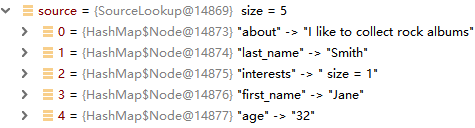 source = {SourceLookup@14869} size = 5
0 = {HashMap$Node@14873} "about" -> "I like to collect rock albums"
1 = {HashMap$Node@14874} "last_name" -> "Smith"
2 = {HashMap$Node@14875} "interests" -> " size = 1"
3 = {HashMap$Node@14876} "first_name" -> "Jane"
4 = {HashMap$Node@14877} "age" -> "32"